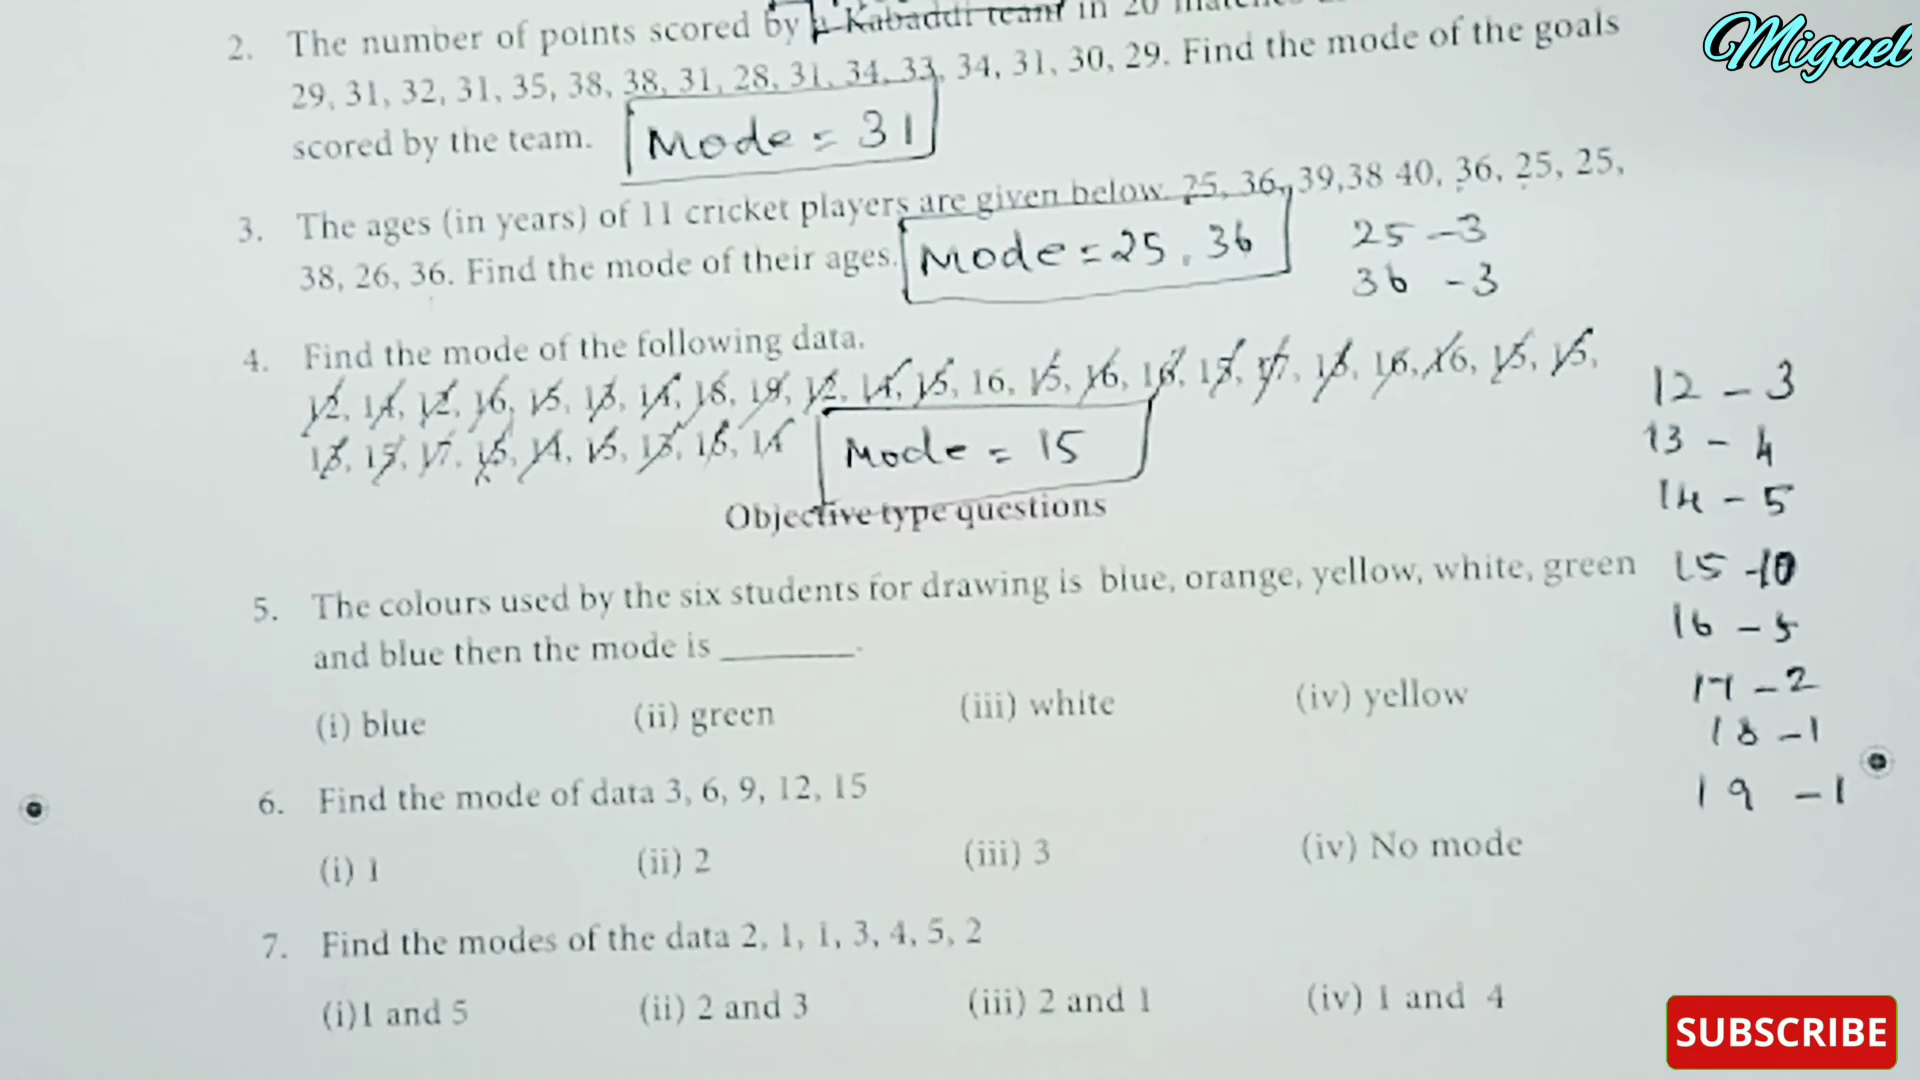 Miguel
2. The number of points scored by a Kabaddi team in 20 matches
29, 31, 32, 31, 35, 38, 38, 31, 28, 31, 34, 33, 34, 31, 30, 29. Find the mode of the goals
scored by the team. Mode = 31
3. The ages (in years) of 11 cricket players are given below. 25, 36, 39,38 40, 36, 25, 25,
38, 26, 36. Find the mode of their ages. Mode = 25, 36
25 - 3
36 - 3
4. Find the mode of the following data.
12, 14, 12, 16, 15, 13, 14, 18, 19, 12, 14, 15, 16, 15, 16, 16, 15, 17, 13, 16, 16, 15, 15,
13, 15, 17, 15, 14, 15, 13, 15, 14 Mode = 15
12 - 3
13 - 4
14 - 5
15 - 10
16 - 5
17 - 2
18 - 1
19 - 1
Objective type questions
5. The colours used by the six students for drawing is blue, orange, yellow, white, green
and blue then the mode is ________.
(i) blue (ii) green (iii) white (iv) yellow
6. Find the mode of data 3, 6, 9, 12, 15
(i) 1 (ii) 2 (iii) 3 (iv) No mode
7. Find the modes of the data 2, 1, 1, 3, 4, 5, 2
(i)1 and 5 (ii) 2 and 3 (iii) 2 and 1 (iv) 1 and 4
SUBSCRIBE